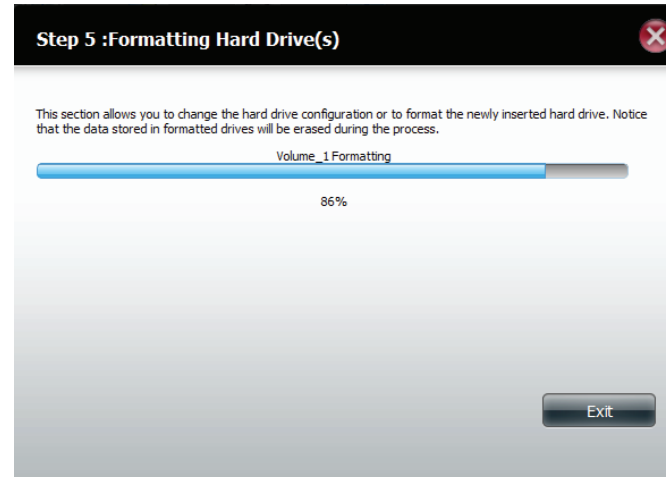 Step 5 :Formatting Hard Drive(s)
This section allows you to change the hard drive configuration or to format the newly inserted hard drive. Notice
that the data stored in formatted drives will be erased during the process.
Volume_1 Formatting
86%
Exit